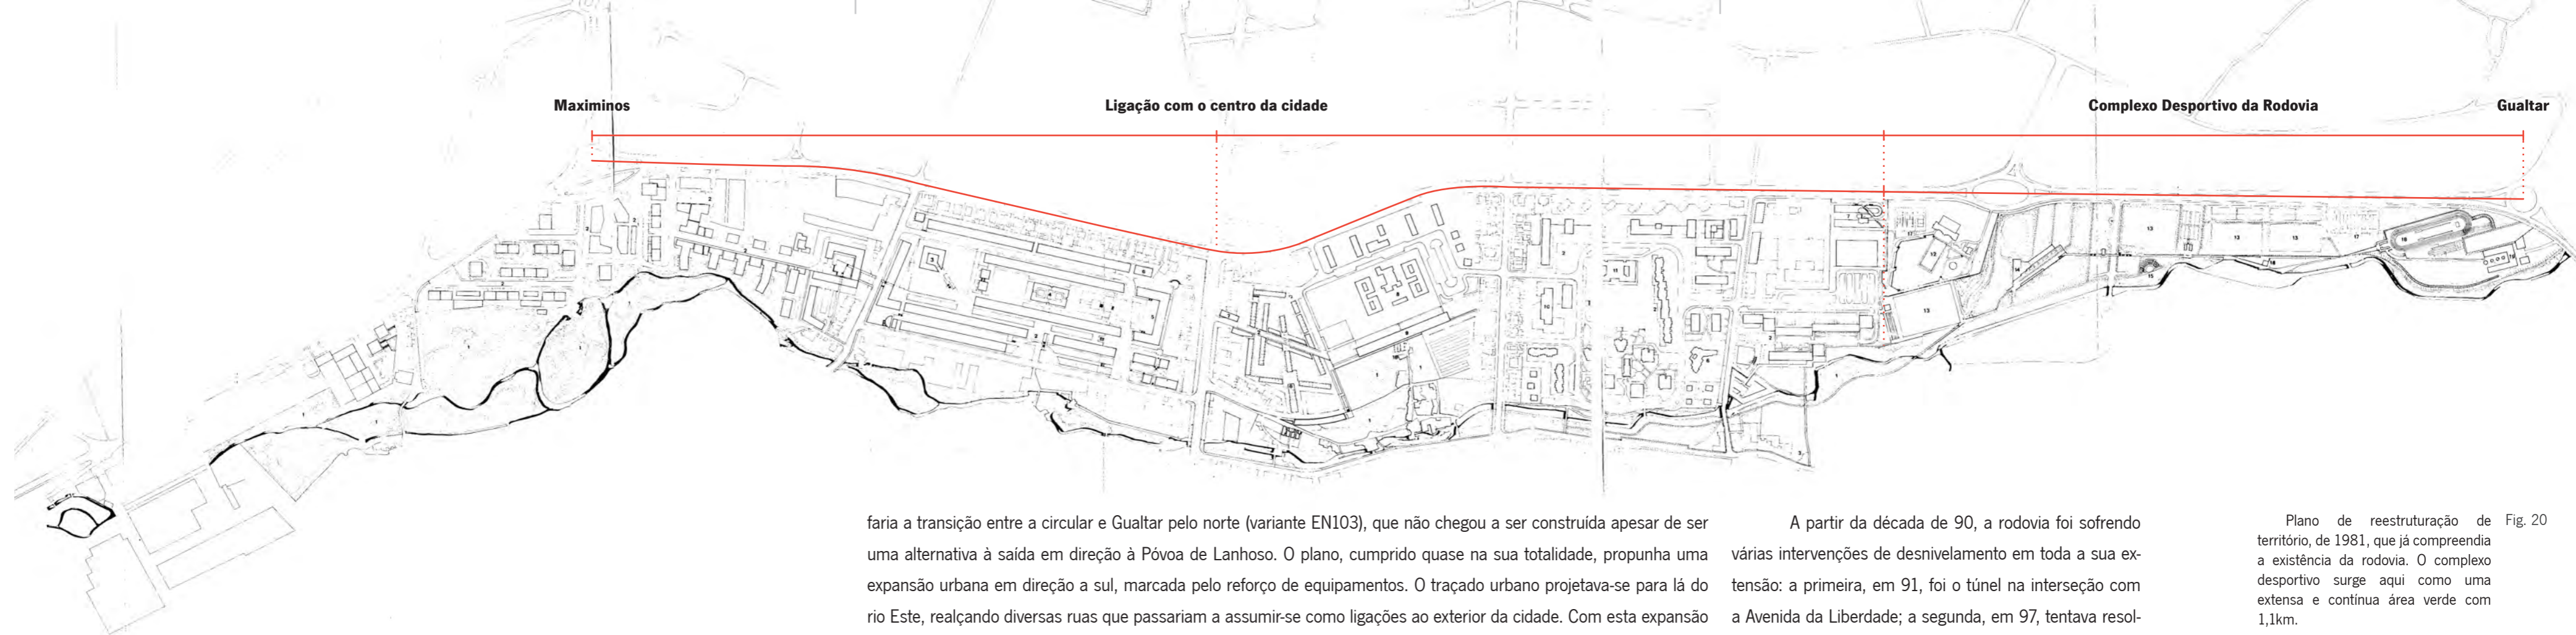 Maximinos
Ligação com o centro da cidade
Complexo Desportivo da Rodovia
Gualtar
faria a transição entre a circular e Gualtar pelo norte (variante EN103), que não chegou a ser construída apesar de ser
uma alternativa à saída em direção à Póvoa de Lanhoso. O plano, cumprido quase na sua totalidade, propunha uma
expansão urbana em direção a sul, marcada pelo reforço de equipamentos. O traçado urbano projetava-se para lá do
rio Este, realçando diversas ruas que passariam a assumir-se como ligações ao exterior da cidade. Com esta expansão
A partir da década de 90, a rodovia foi sofrendo
várias intervenções de desnivelamento em toda a sua ex-
tensão: a primeira, em 91, foi o túnel na interseção com
a Avenida da Liberdade; a segunda, em 97, tentava resol-
Plano de reestruturação de
território, de 1981, que já compreendia
a existência da rodovia. O complexo
desportivo surge aqui como uma
extensa e contínua área verde com
1,1km.
Fig. 20